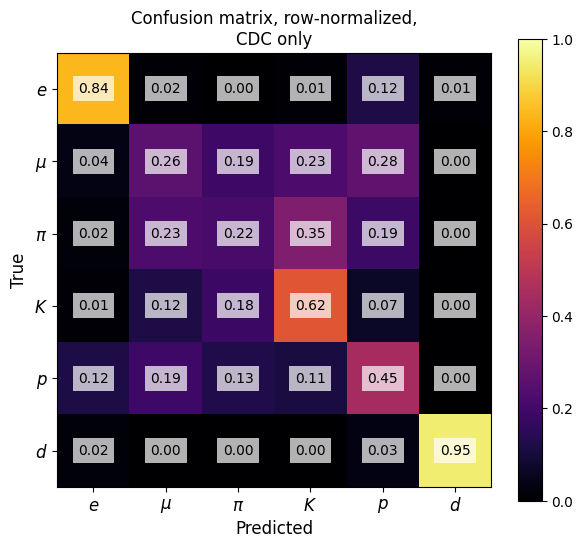 Confusion matrix, row-normalized,
CDC only
True
e 0.84 0.02 0.00 0.01 0.12 0.01
μ 0.04 0.26 0.19 0.23 0.28 0.00
π 0.02 0.23 0.22 0.35 0.19 0.00
K 0.01 0.12 0.18 0.62 0.07 0.00
p 0.12 0.19 0.13 0.11 0.45 0.00
d 0.02 0.00 0.00 0.00 0.03 0.95
e μ π K p d
Predicted
1.0
0.8
0.6
0.4
0.2
0.0